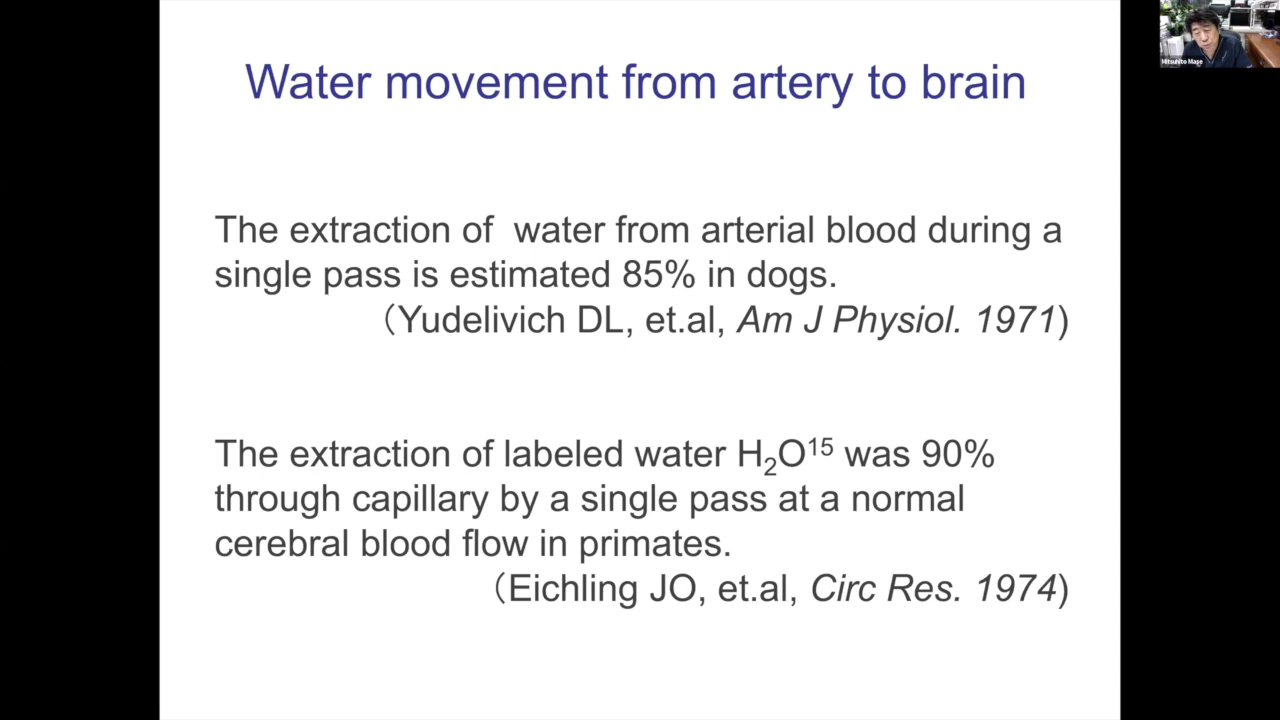 Water movement from artery to brain
Mitsuhito Mase
The extraction of  water from arterial blood during a
single pass is estimated 85% in dogs.
（Yudelivich DL, et.al, Am J Physiol. 1971)
The extraction of labeled water H₂O¹⁵ was 90%
through capillary by a single pass at a normal
cerebral blood flow in primates.
（Eichling JO, et.al, Circ Res. 1974)